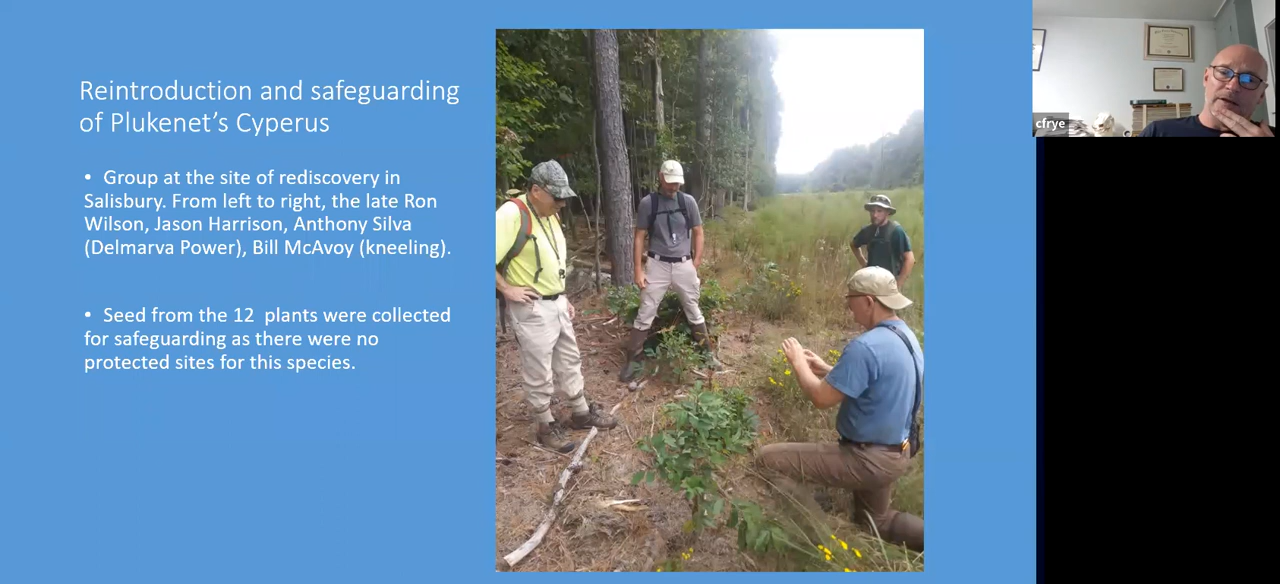 Reintroduction and safeguarding
of Plukenet's Cyperus
• Group at the site of rediscovery in
Salisbury. From left to right, the late Ron
Wilson, Jason Harrison, Anthony Silva
(Delmarva Power), Bill McAvoy (kneeling).
• Seed from the 12 plants were collected
for safeguarding as there were no
protected sites for this species.
cfrye